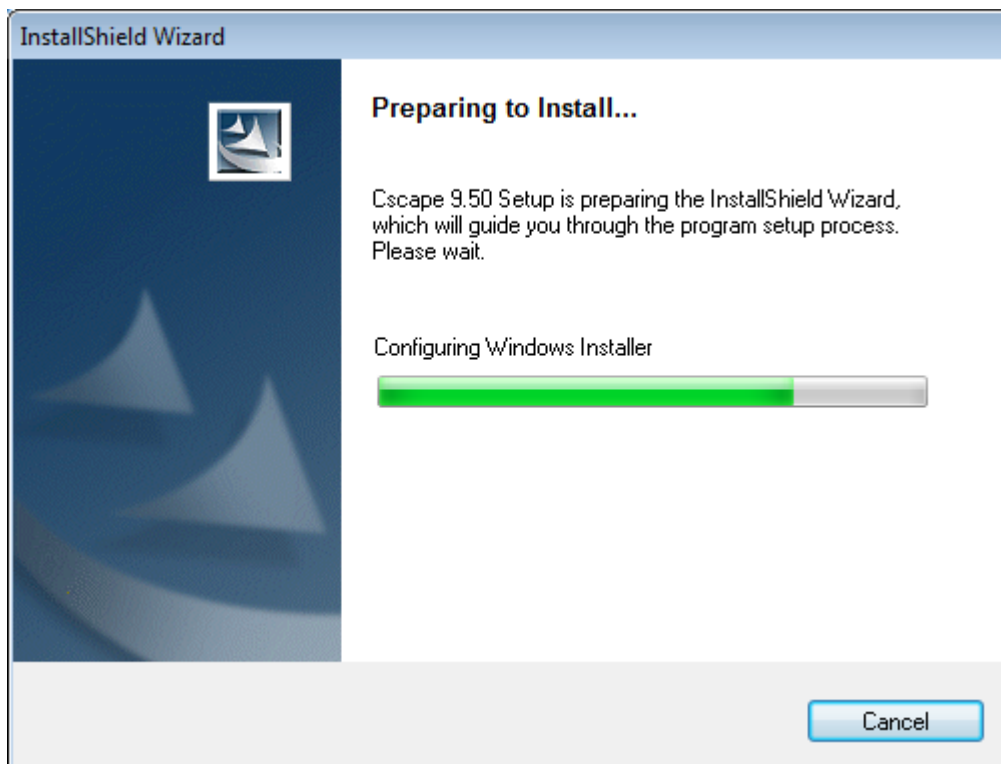 InstallShield Wizard
Preparing to Install...
Cscape 9.50 Setup is preparing the InstallShield Wizard,
which will guide you through the program setup process.
Please wait.
Configuring Windows Installer
Cancel